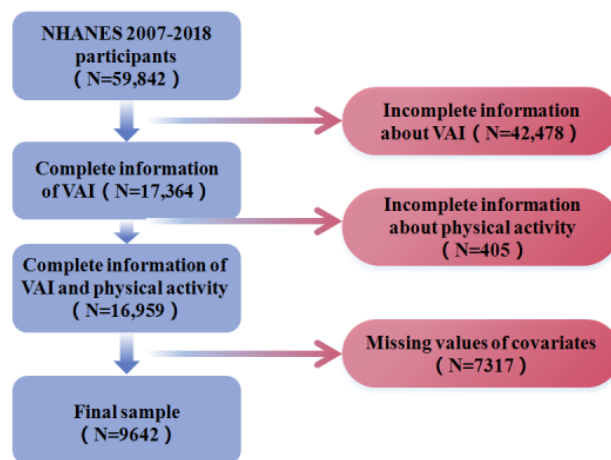 NHANES 2007-2018
participants
( N=59,842 )
Incomplete information
about VAI ( N=42,478 )
Complete information
of VAI ( N=17,364 )
Incomplete information
about physical activity
( N=405 )
Complete information of
VAI and physical activity
( N=16,959 )
Missing values of covariates
( N=7317 )
Final sample
( N=9642 )